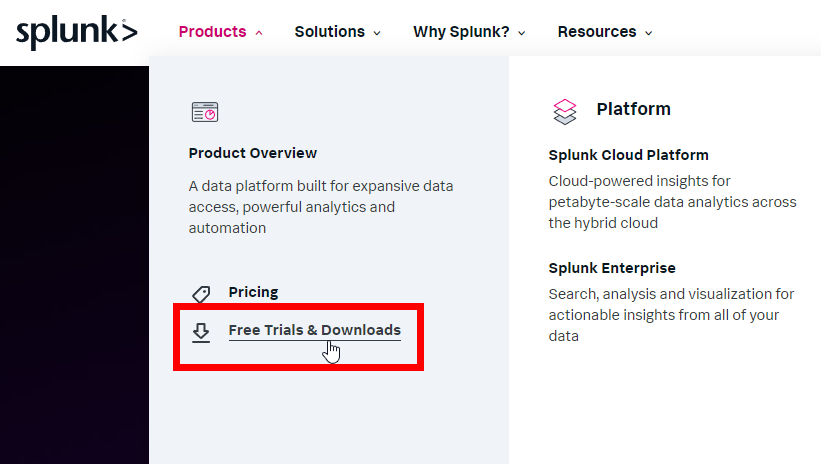 splunk>
Products
Solutions
Why Splunk?
Resources
Product Overview
A data platform built for expansive data
access, powerful analytics and
automation
Pricing
Free Trials & Downloads
Platform
Splunk Cloud Platform
Cloud-powered insights for
petabyte-scale data analytics across
the hybrid cloud
Splunk Enterprise
Search, analysis and visualization for
actionable insights from all of your
data